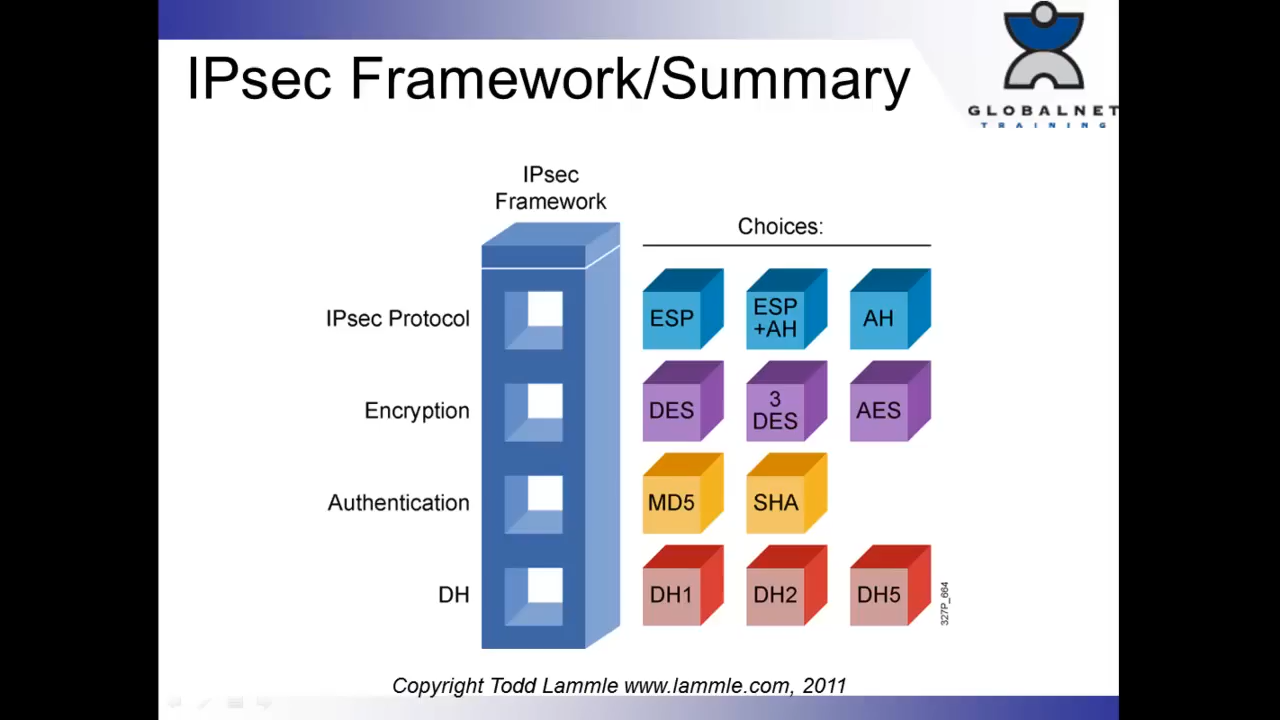 IPsec Framework/Summary
GLOBALNET
TRAINING
IPsec
Framework
Choices:
IPsec Protocol
ESP
ESP
+AH
AH
Encryption
DES
3
DES
AES
Authentication
MD5
SHA
DH
DH1
DH2
DH5
327P_664
Copyright Todd Lammle www.lammle.com, 2011